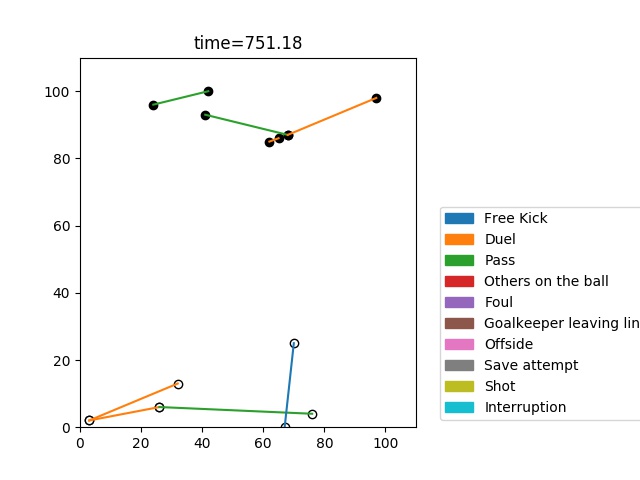 time=751.18
100
80
60
40
20
0
0 20 40 60 80 100
Free Kick
Duel
Pass
Others on the ball
Foul
Goalkeeper leaving lin
Offside
Save attempt
Shot
Interruption